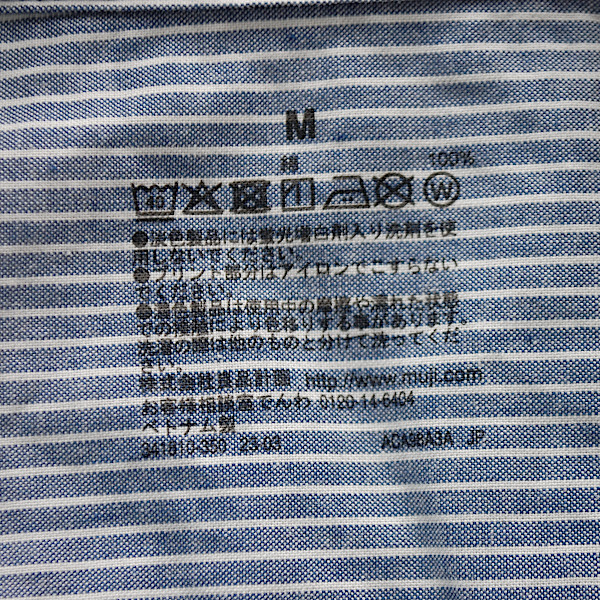 M
綿 100%
40
●淡色製品には蛍光増白剤入り洗剤を使
用しないでください。
●プリント部分はアイロンでこすらない
でください。
●濃色製品は使用中の摩擦や濡れた状態
での摩擦により色移りする事があります。
洗濯の際は他のものと分けて洗ってくだ
さい。
株式会社良品計画 http://www.muji.com
お客様相談室でんわ 0120-14-6404
ベトナム製
341810-350 23.03 ACA98A3A JP